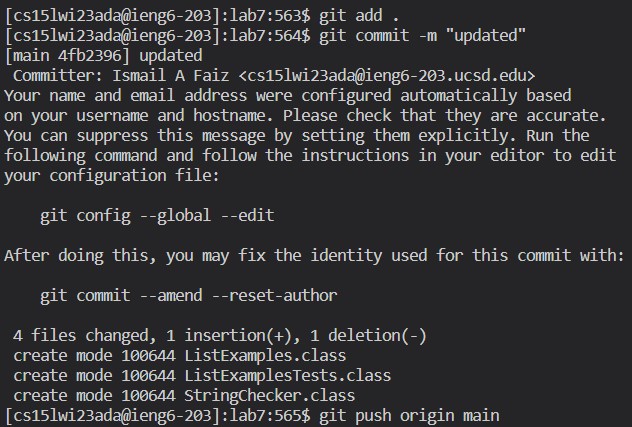 [cs15lwi23ada@ieng6-203]:lab7:563$ git add .
[cs15lwi23ada@ieng6-203]:lab7:564$ git commit -m "updated"
[main 4fb2396] updated
 Committer: Ismail A Faiz <cs15lwi23ada@ieng6-203.ucsd.edu>
Your name and email address were configured automatically based
on your username and hostname. Please check that they are accurate.
You can suppress this message by setting them explicitly. Run the
following command and follow the instructions in your editor to edit
your configuration file:

    git config --global --edit

After doing this, you may fix the identity used for this commit with:

    git commit --amend --reset-author

 4 files changed, 1 insertion(+), 1 deletion(-)
 create mode 100644 ListExamples.class
 create mode 100644 ListExamplesTests.class
 create mode 100644 StringChecker.class
[cs15lwi23ada@ieng6-203]:lab7:565$ git push origin main